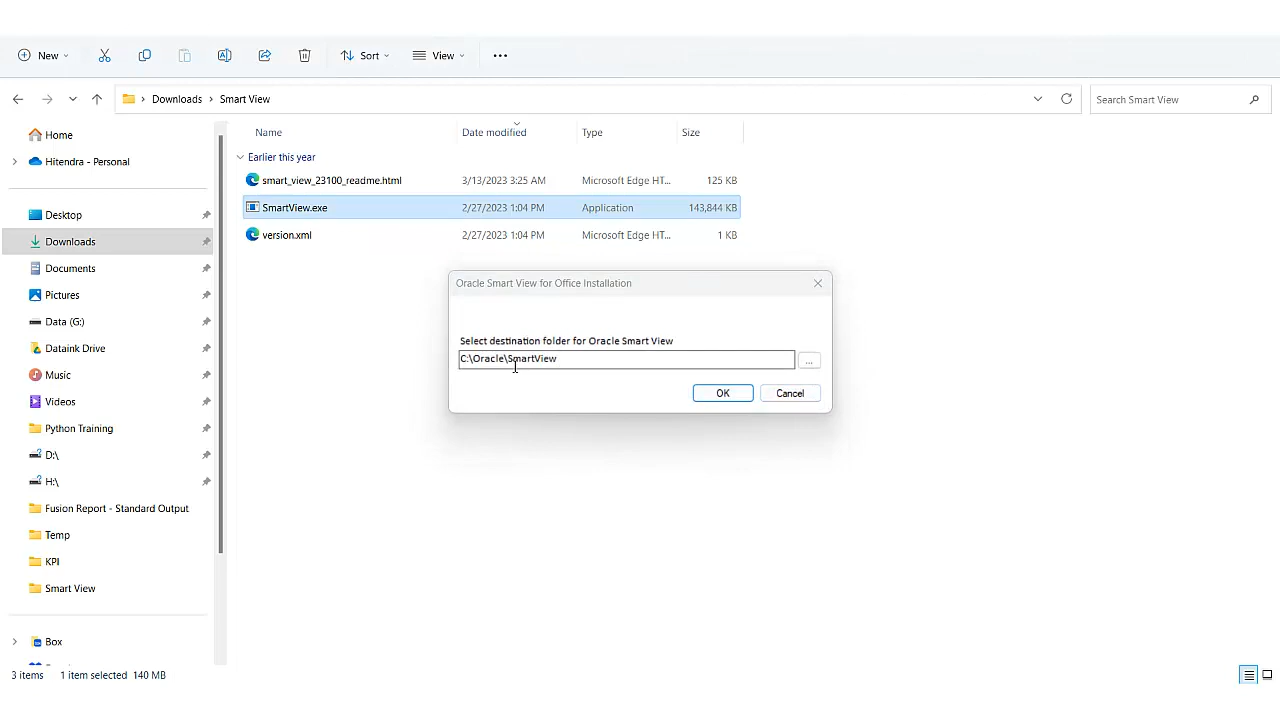 New Sort View
Downloads Smart View Search Smart View
Home
Hitendra - Personal
Desktop
Downloads
Documents
Pictures
Data (G:)
Dataink Drive
Music
Videos
Python Training
D:\
H:\
Fusion Report - Standard Output
Temp
KPI
Smart View
Box
Name Date modified Type Size
Earlier this year
smart_view_23100_readme.html 3/13/2023 3:25 AM Microsoft Edge HT... 125 KB
SmartView.exe 2/27/2023 1:04 PM Application 143,844 KB
version.xml 2/27/2023 1:04 PM Microsoft Edge HT... 1 KB
Oracle Smart View for Office Installation
Select destination folder for Oracle Smart View
C:\Oracle\SmartView ...
OK Cancel
3 items 1 item selected 140 MB